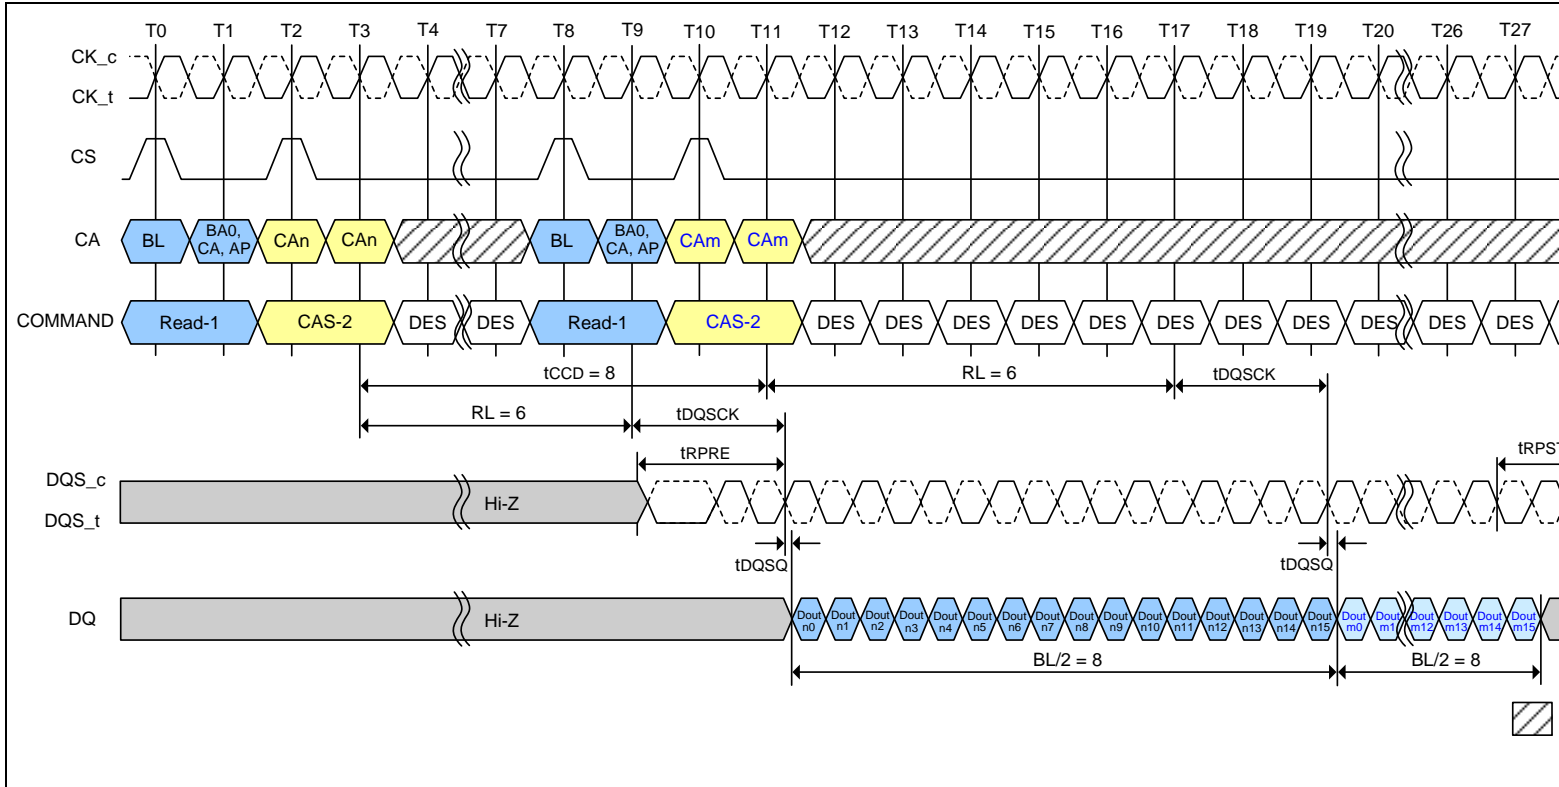 T0 T1 T2 T3 T4 T7 T8 T9 T10 T11 T12 T13 T14 T15 T16 T17 T18 T19 T20 T26 T27
CK_c
CK_t
CS
CA BL BA0, CA, AP CAn CAn BL BA0, CA, AP CAm CAm
COMMAND Read-1 CAS-2 DES DES Read-1 CAS-2 DES DES DES DES DES DES DES DES DES DES DES
tCCD = 8 RL = 6 tDQSCK
RL = 6 tDQSCK
tRPRE tRPST
DQS_c
DQS_t Hi-Z
tDQSQ tDQSQ
DQ Hi-Z Dout n0 Dout n1 Dout n2 Dout n3 Dout n4 Dout n5 Dout n6 Dout n7 Dout n8 Dout n9 Dout n10 Dout n11 Dout n12 Dout n13 Dout n14 Dout n15 Dout m0 Dout m1 Dout m12 Dout m13 Dout m14 Dout m15
BL/2 = 8 BL/2 = 8